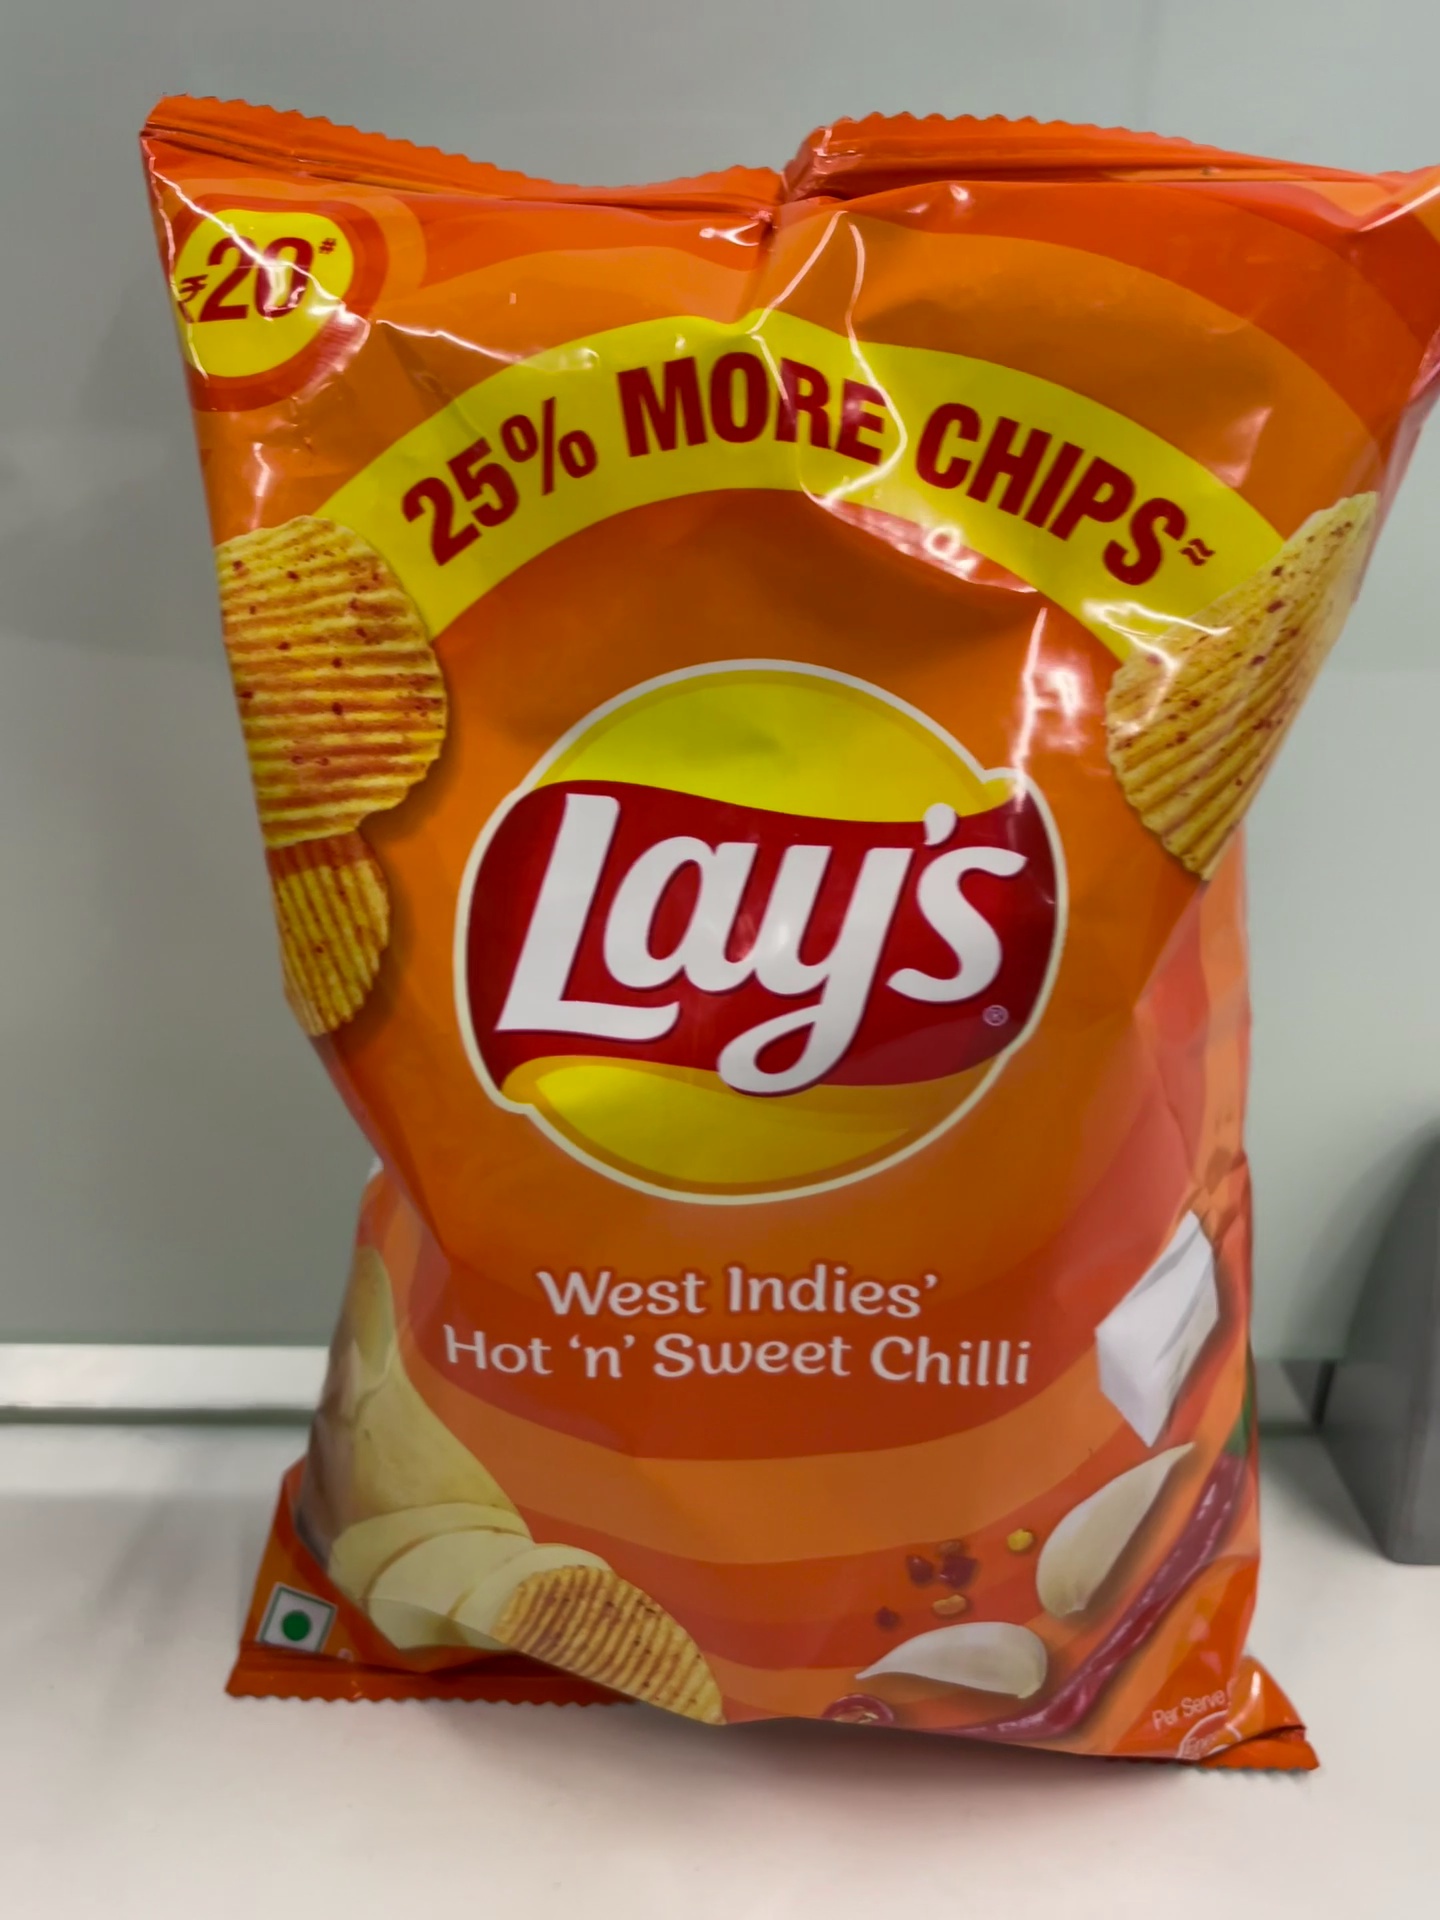 ₹20#
25% MORE CHIPS≈
Lay's®
West Indies'
Hot 'n' Sweet Chilli
Per Serve